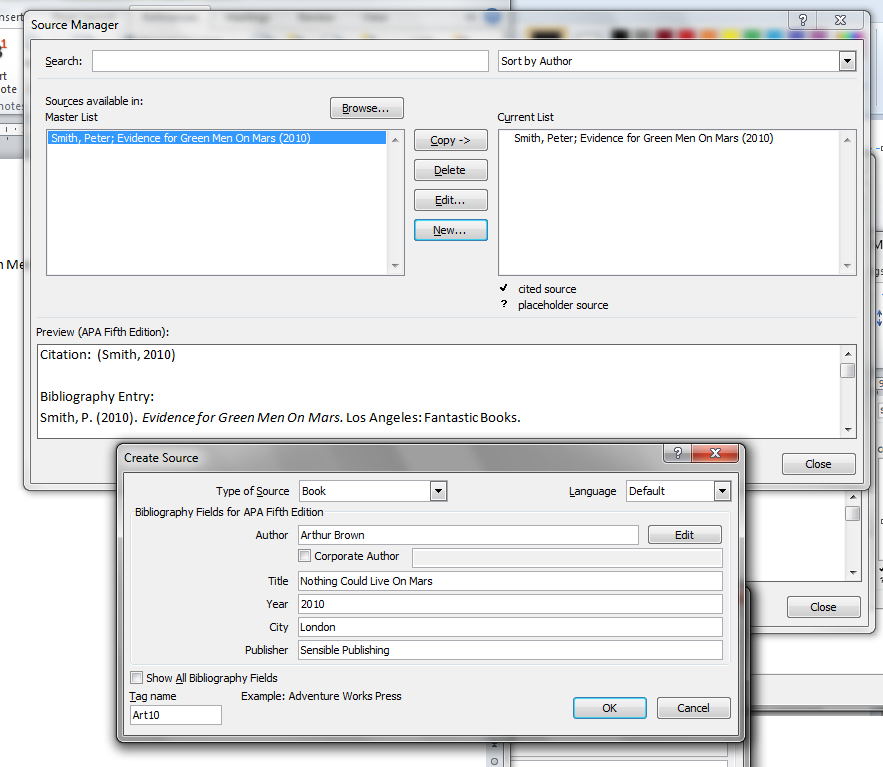 Source Manager
Search:
Sort by Author
Sources available in:
Master List
Browse...
Current List
Smith, Peter; Evidence for Green Men On Mars (2010)
Copy ->
Delete
Edit...
New...
Smith, Peter; Evidence for Green Men On Mars (2010)
cited source
? placeholder source
Preview (APA Fifth Edition):
Citation: (Smith, 2010)
Bibliography Entry:
Smith, P. (2010). Evidence for Green Men On Mars. Los Angeles: Fantastic Books.
Close
Create Source
Type of Source Book
Language Default
Bibliography Fields for APA Fifth Edition
Author Arthur Brown Edit
Corporate Author
Title Nothing Could Live On Mars
Year 2010
City London
Publisher Sensible Publishing
Show All Bibliography Fields
Tag name Example: Adventure Works Press
Art10
OK Cancel
Close